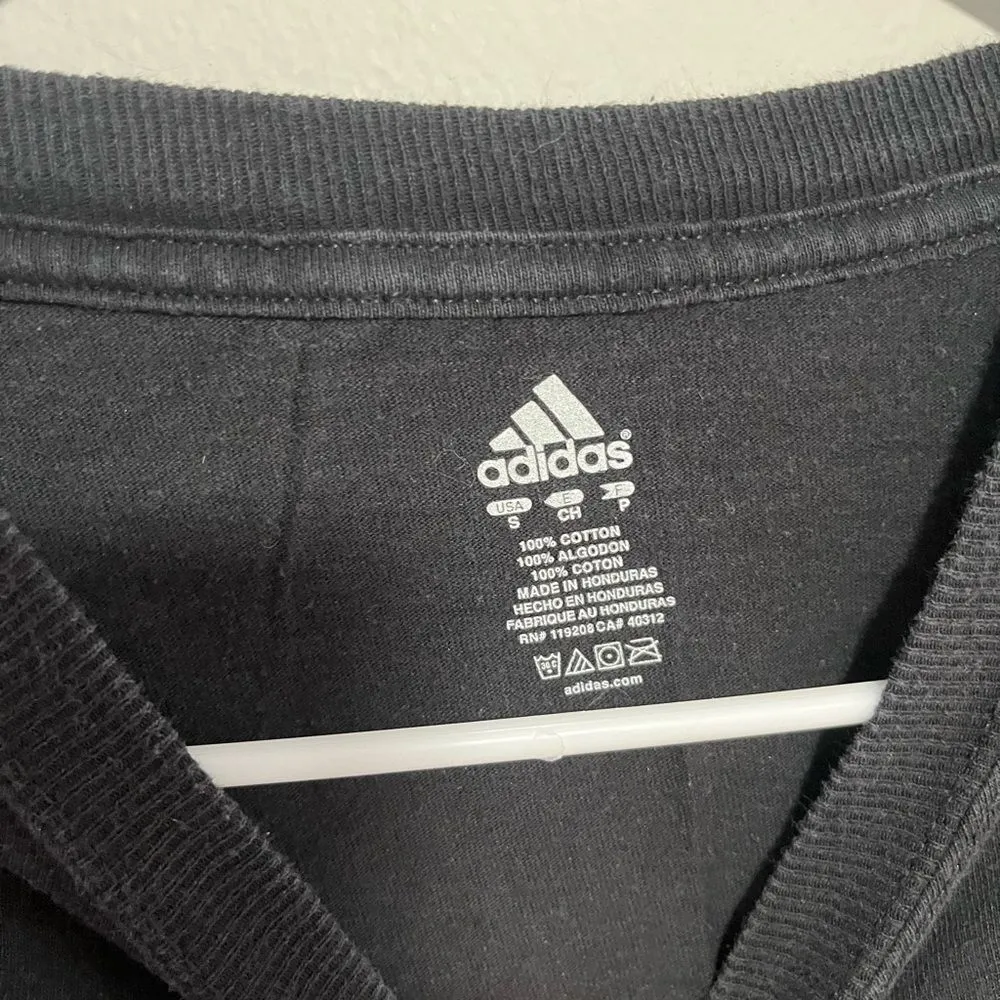 adidas®
USA E F
S CH P
100% COTTON
100% ALGODON
100% COTON
MADE IN HONDURAS
HECHO EN HONDURAS
FABRIQUE AU HONDURAS
RN# 119208 CA# 40312
30 C
adidas.com